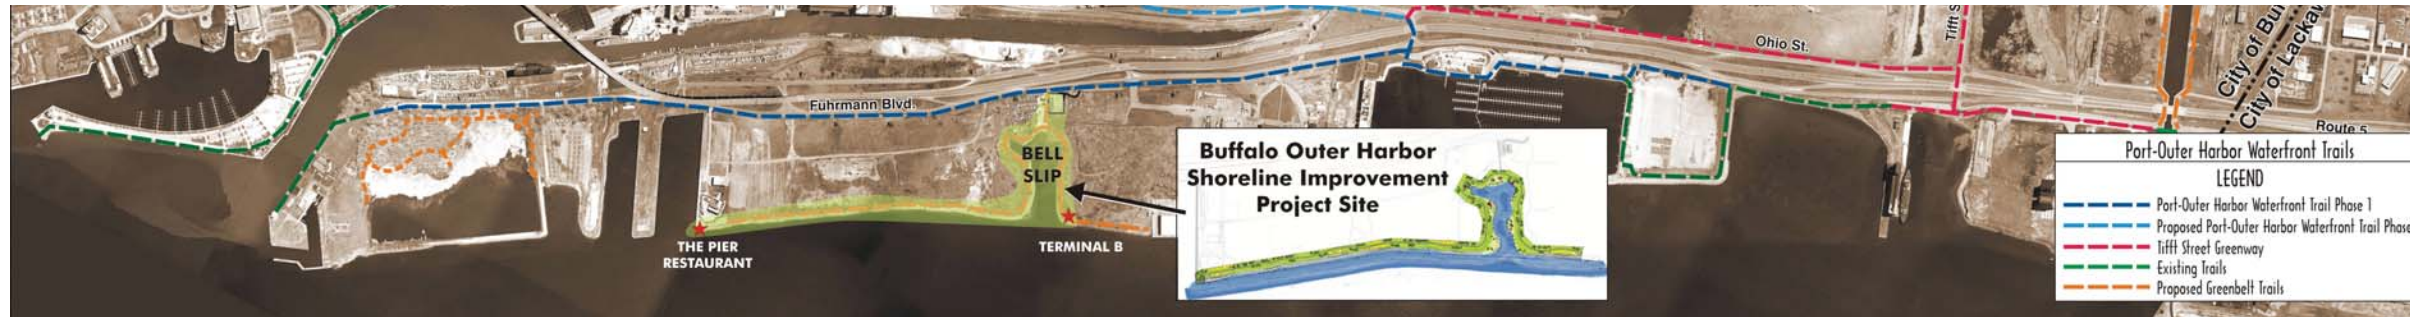 Ohio St.
Tifft S
City of Buf
City of Lackaw
Route 5
Fuhrmann Blvd.
BELL
SLIP
Buffalo Outer Harbor
Shoreline Improvement
Project Site
THE PIER
RESTAURANT
TERMINAL B
Port-Outer Harbor Waterfront Trails
LEGEND
Port-Outer Harbor Waterfront Trail Phase 1
Proposed Port-Outer Harbor Waterfront Trail Phase
Tifft Street Greenway
Existing Trails
Proposed Greenbelt Trails